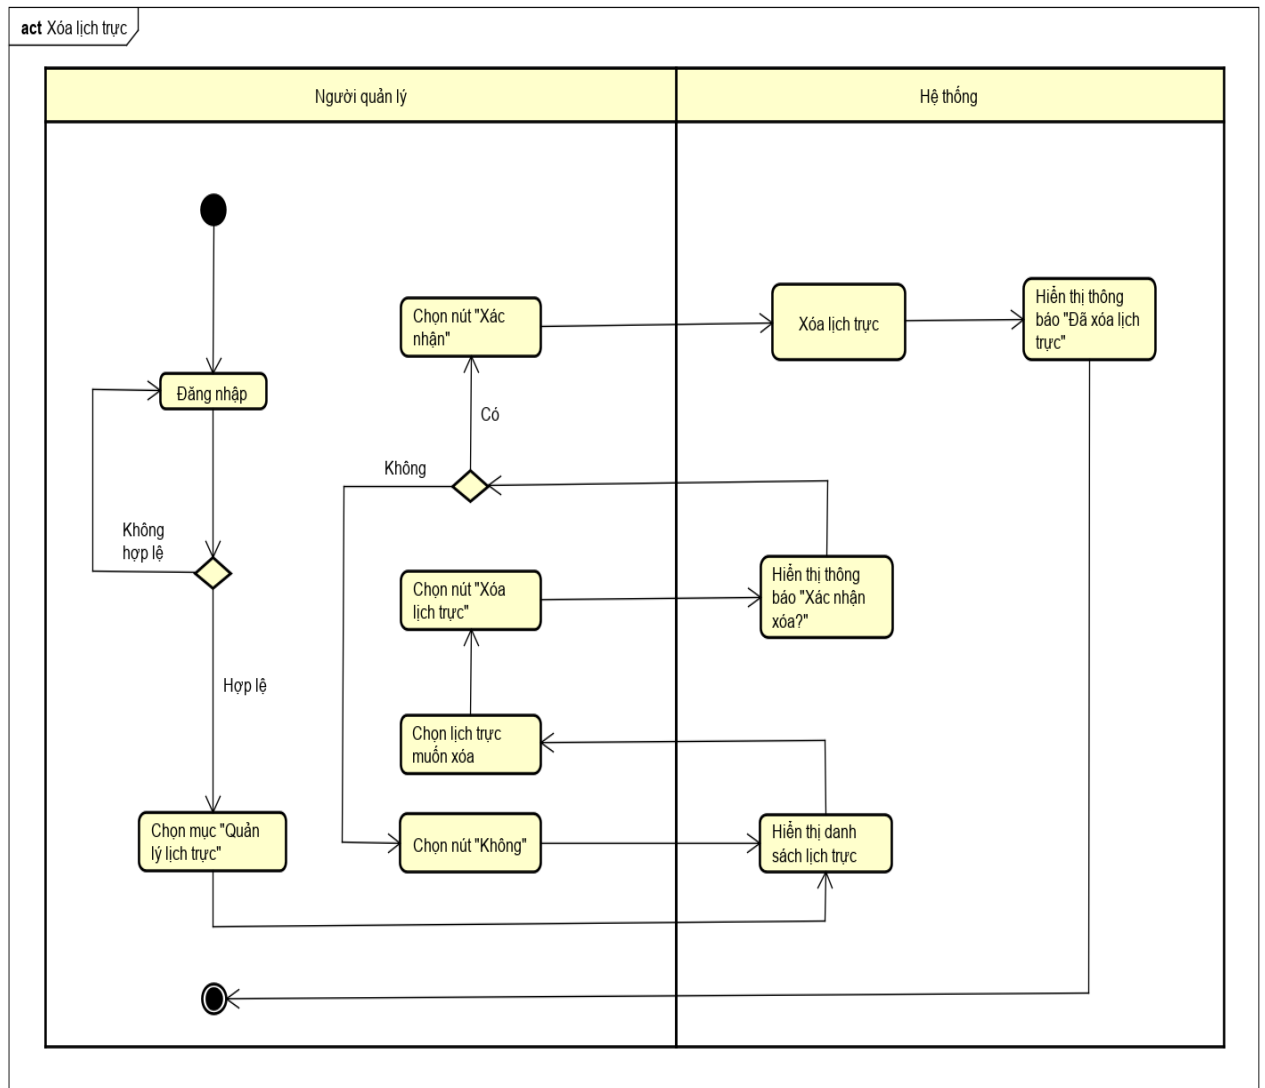 act Xóa lịch trực
Người quản lý
Hệ thống
Chọn nút "Xác
nhận"
Xóa lịch trực
Hiển thị thông
báo "Đã xóa lịch
trực"
Đăng nhập
Có
Không
Không
hợp lệ
Chọn nút "Xóa
lịch trực"
Hiển thị thông
báo "Xác nhận
xóa?"
Hợp lệ
Chọn lịch trực
muốn xóa
Chọn mục "Quản
lý lịch trực"
Chọn nút "Không"
Hiển thị danh
sách lịch trực